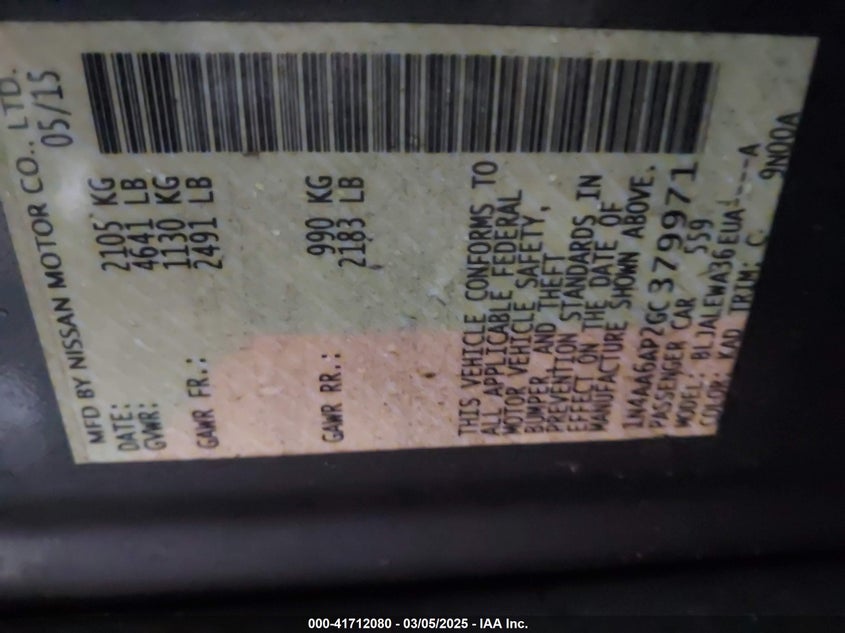 MFD BY NISSAN MOTOR CO., LTD.
DATE: 05/15
GVWR: 2105 KG
4641 LB
GAWR FR.: 1130 KG
2491 LB
GAWR RR.: 990 KG
2183 LB
THIS VEHICLE CONFORMS TO
ALL APPLICABLE FEDERAL
MOTOR VEHICLE SAFETY,
BUMPER, AND THEFT
PREVENTION STANDARDS IN
EFFECT ON THE DATE OF
MANUFACTURE SHOWN ABOVE.
1N4AA6AP2GC379971
PASSENGER CAR 559
MODEL: BLJALEWA36EUA----A
COLOR: KAD TRIM: C 9N00A
000-41712080 - 03/05/2025 - IAA Inc.